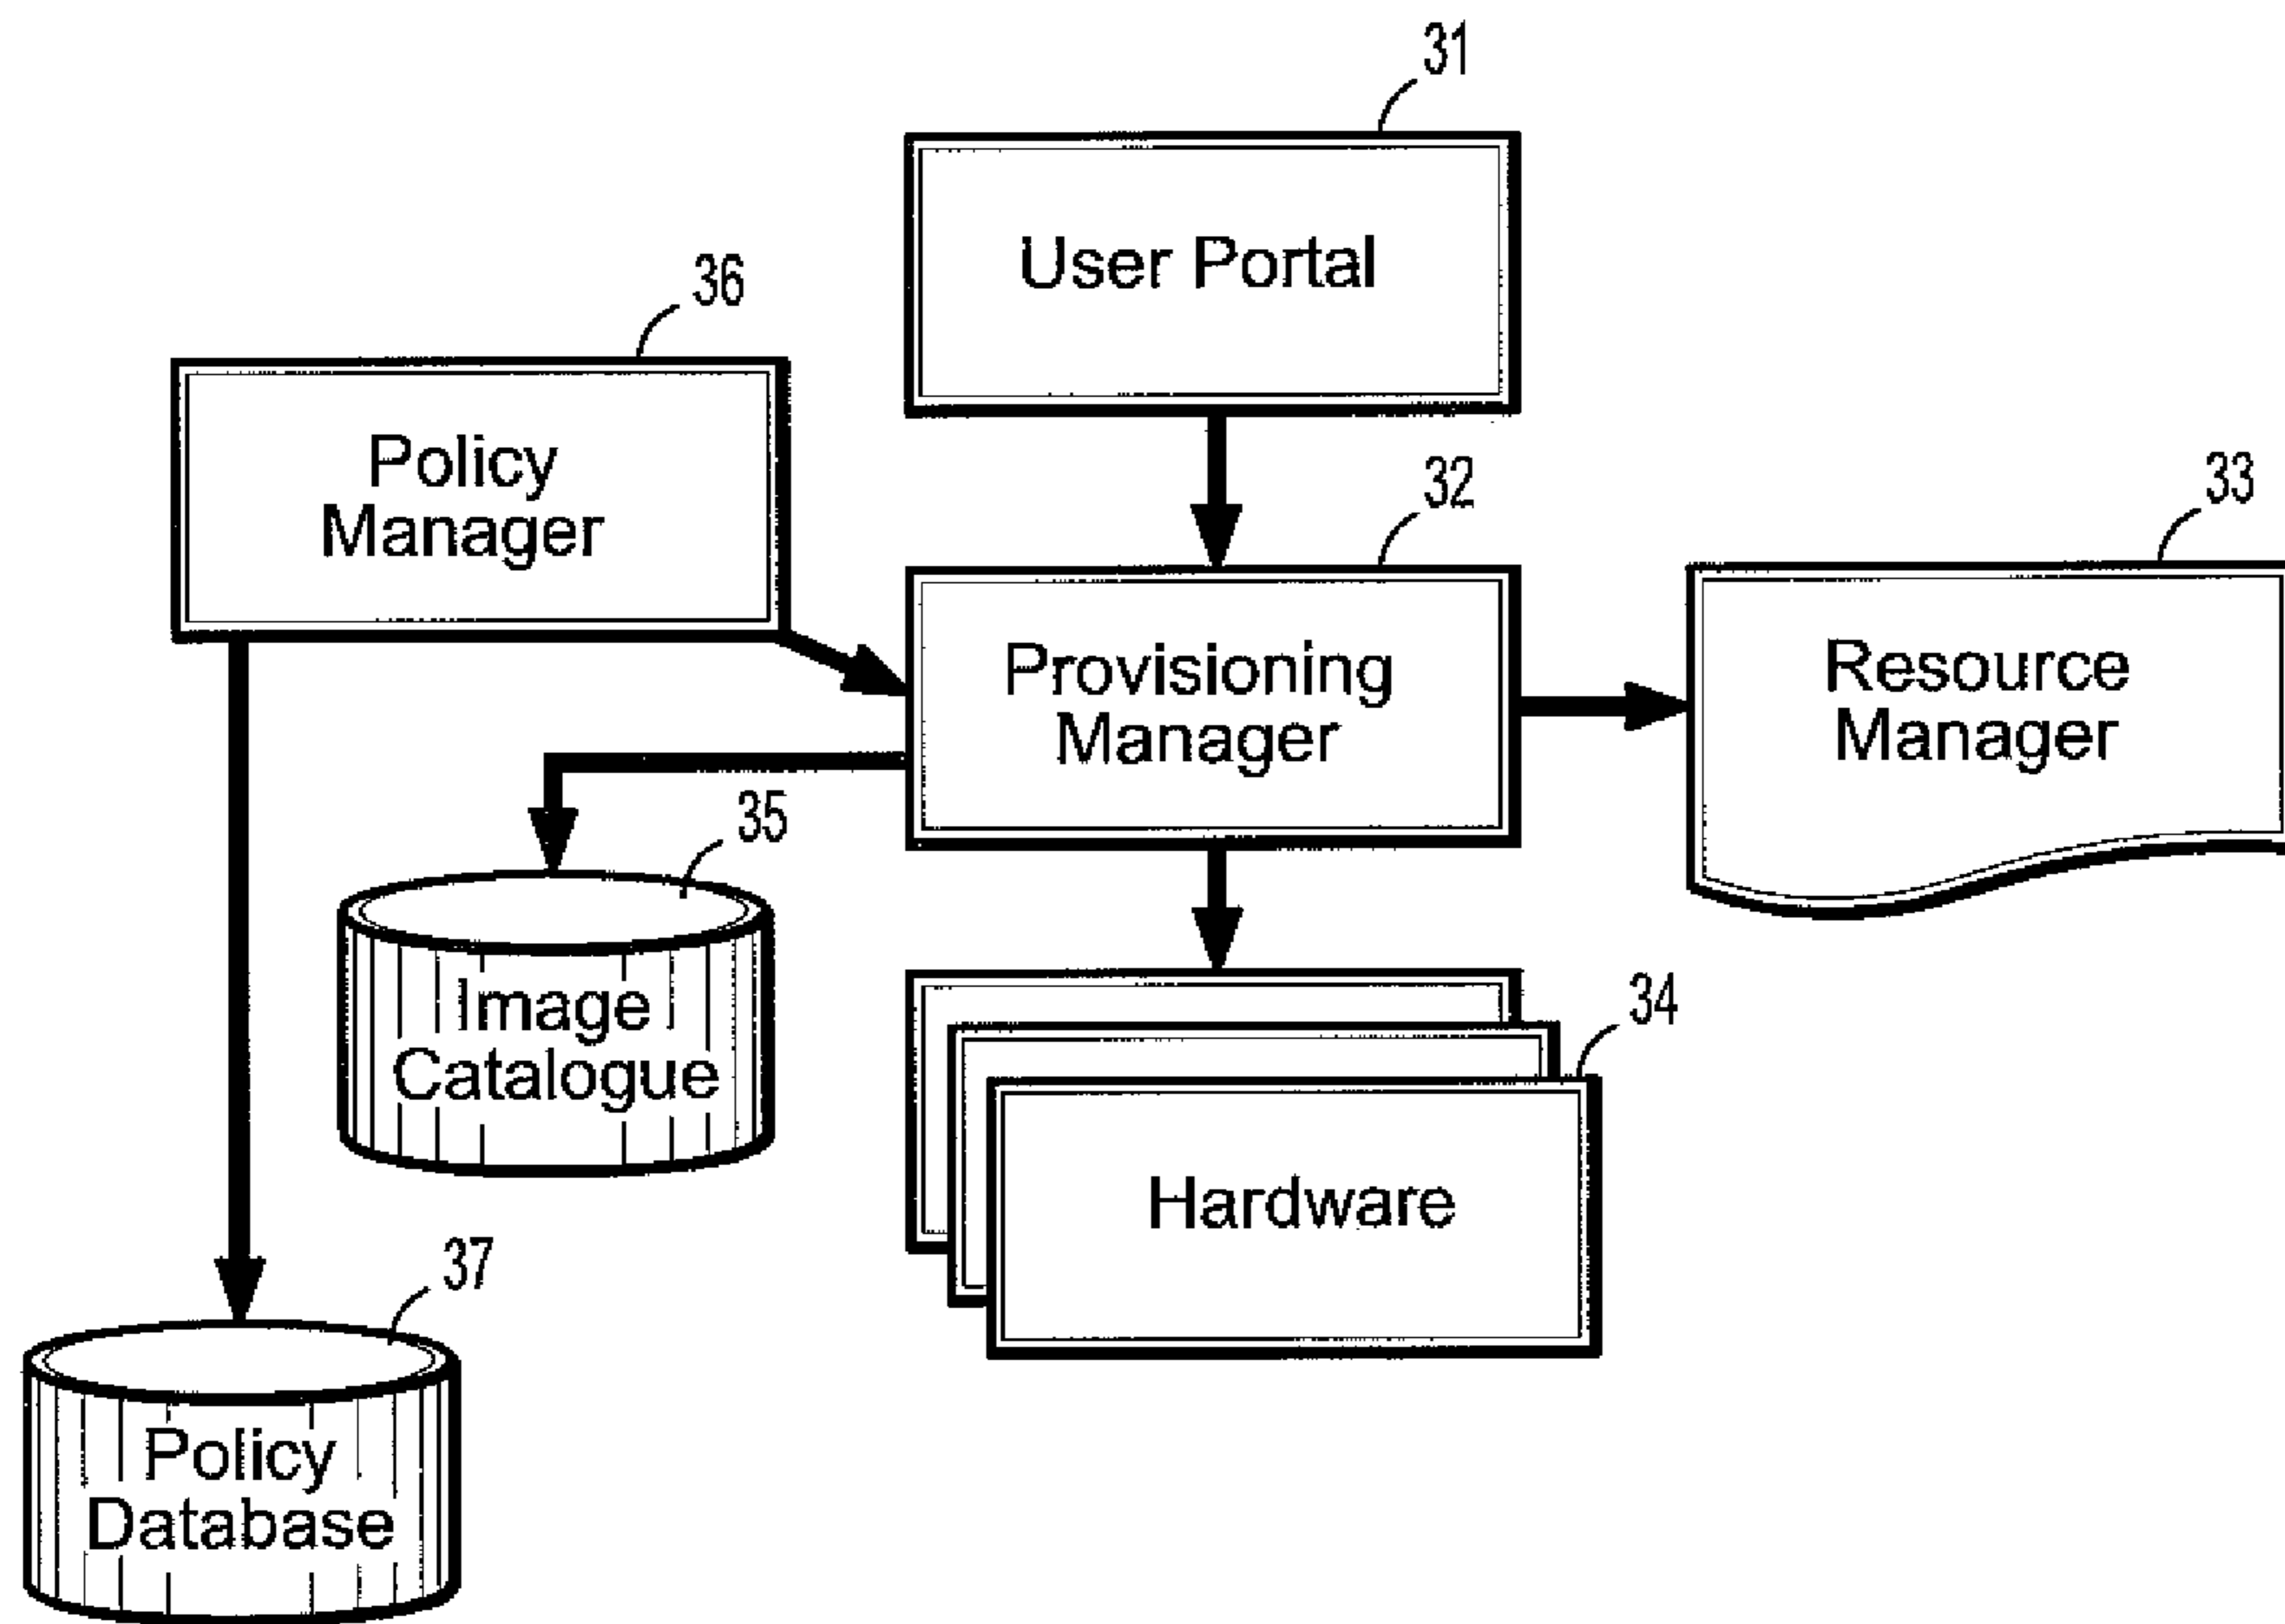 31
User Portal
36
Policy
Manager
32
Provisioning
Manager
33
Resource
Manager
35
Image
Catalogue
34
Hardware
37
Policy
Database